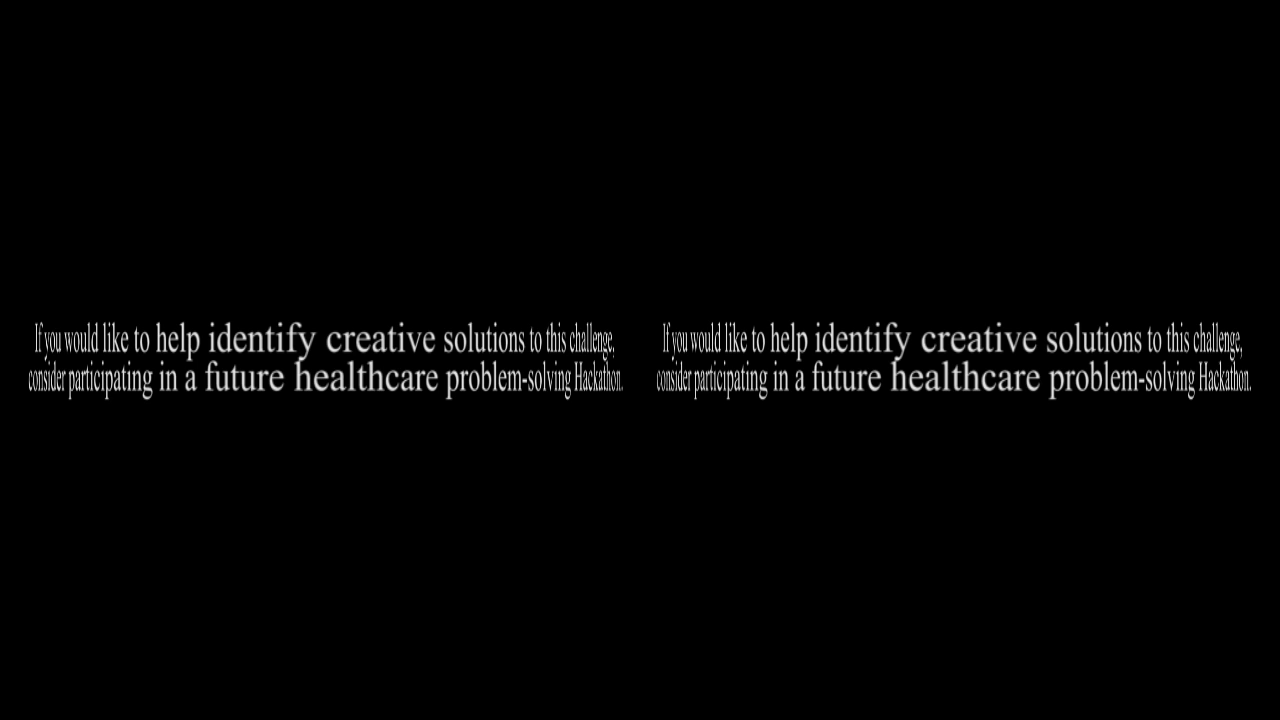 If you would like to help identify creative solutions to this challenge,
consider participating in a future healthcare problem-solving Hackathon.
If you would like to help identify creative solutions to this challenge,
consider participating in a future healthcare problem-solving Hackathon.